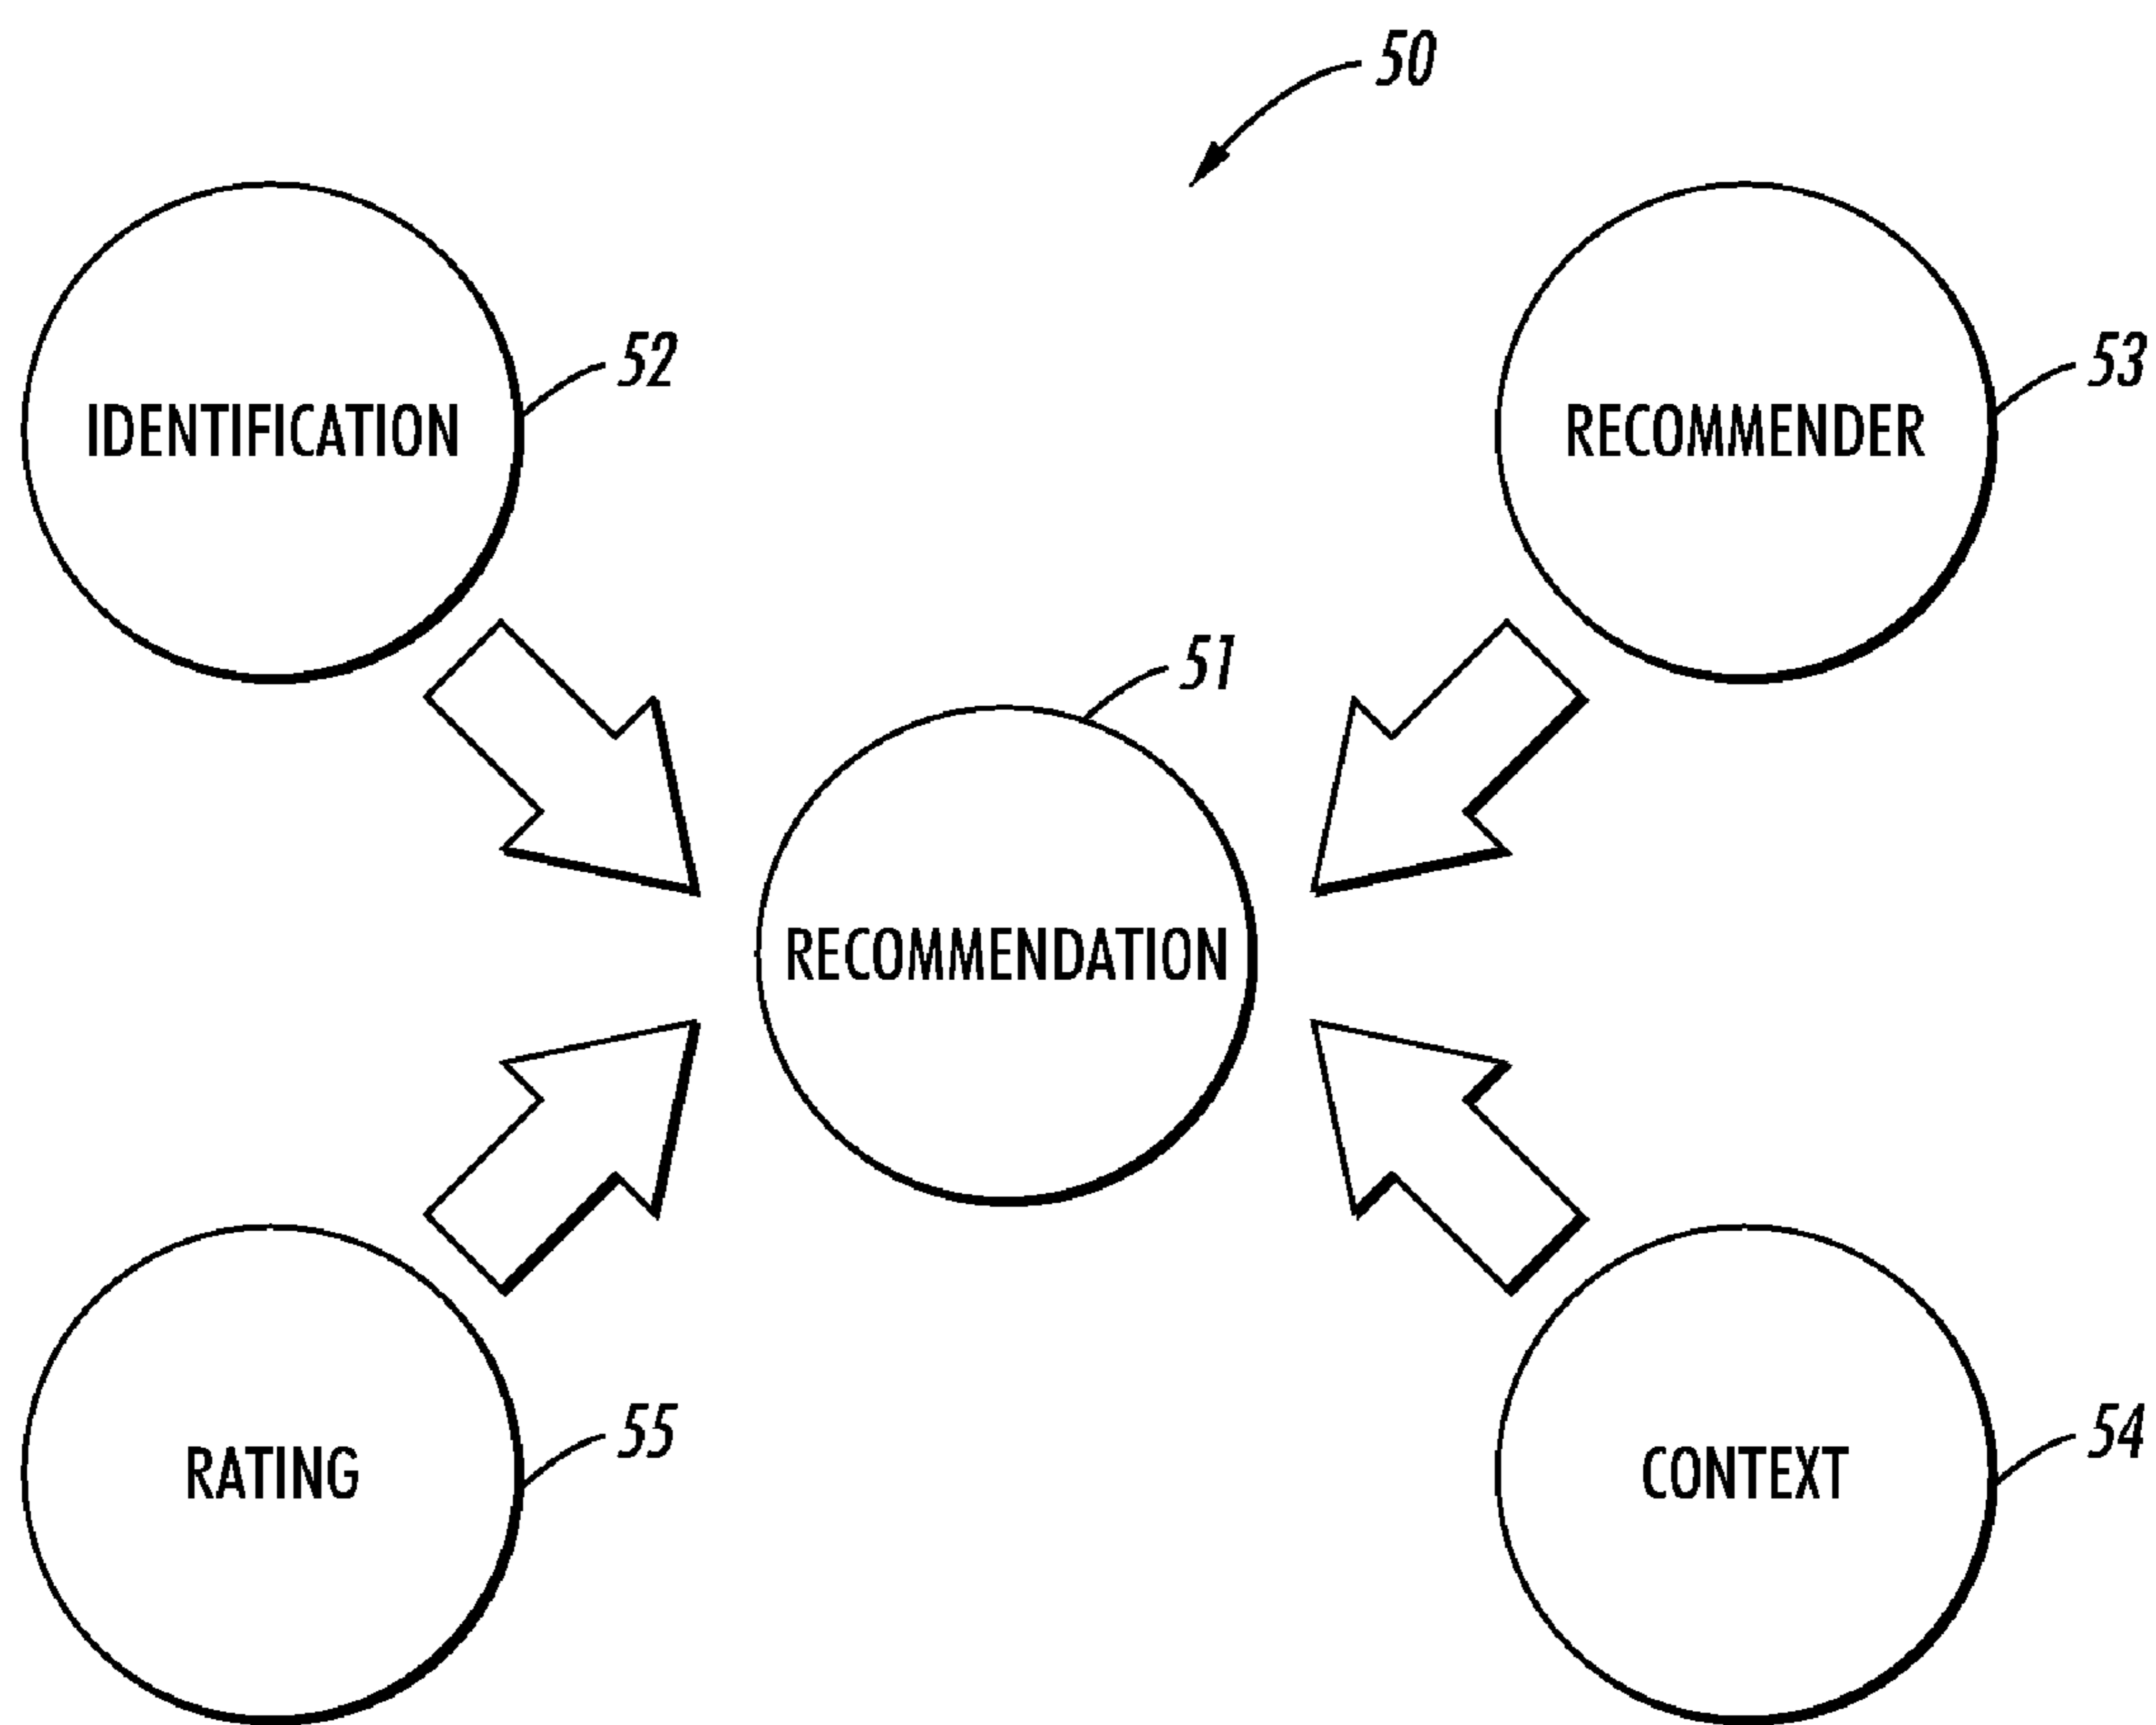 50
52
53
IDENTIFICATION
RECOMMENDER
51
RECOMMENDATION
55
54
RATING
CONTEXT